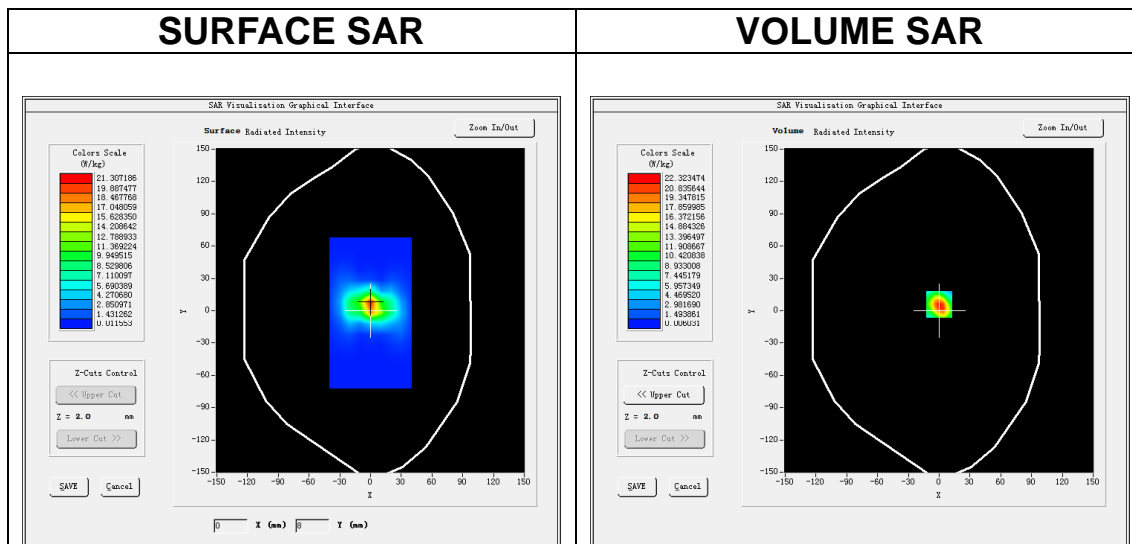 SURFACE SAR
VOLUME SAR
SAR Visualisation Graphical Interface
Surface Radiated Intensity
Zoom In/Out
Colors Scale
(W/kg)
21.307186
19.887477
18.467768
17.048059
15.628350
14.208642
12.788933
11.369224
9.949515
8.529806
7.110097
5.690389
4.270680
2.850971
1.431262
0.011553
150
120
90
60
30
0
-30
-60
-90
-120
-150
Y
-150 -120 -90 -60 -30 0 30 60 90 120 150
X
Z-Cuts Control
<< Upper Cut
Z = 2.0 mm
Lower Cut >>
SAVE Cancel
0 X (mm) 8 Y (mm)
SAR Visualisation Graphical Interface
Volume Radiated Intensity
Zoom In/Out
Colors Scale
(W/kg)
22.323474
20.835644
19.347815
17.859985
16.372156
14.884326
13.396497
11.908667
10.420838
8.933008
7.445179
5.957349
4.469520
2.981690
1.493861
0.006031
150
120
90
60
30
0
-30
-60
-90
-120
-150
Y
-150 -120 -90 -60 -30 0 30 60 90 120 150
X
Z-Cuts Control
<< Upper Cut
Z = 2.0 mm
Lower Cut >>
SAVE Cancel